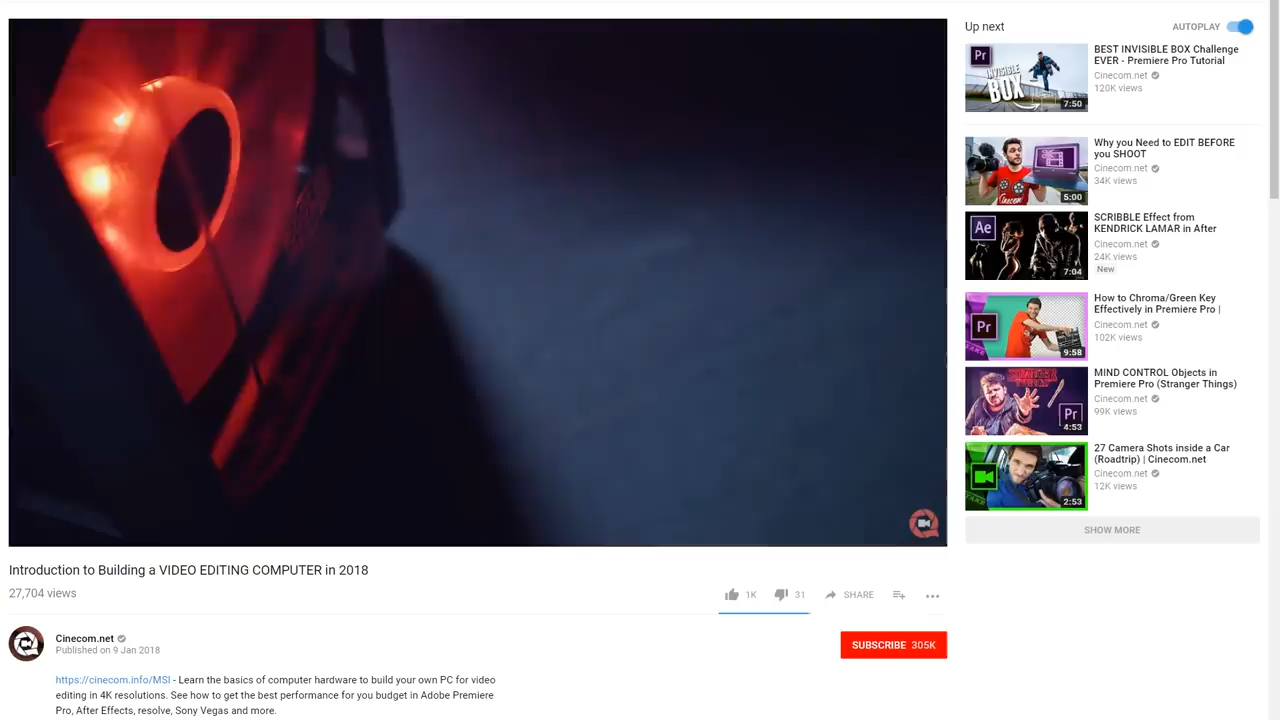 Up next
AUTOPLAY
Pr
INVISIBLE
BOX
7:50
BEST INVISIBLE BOX Challenge
EVER - Premiere Pro Tutorial
Cinecom.net
120K views
5:00
Why you Need to EDIT BEFORE
you SHOOT
Cinecom.net
34K views
Ae
7:04
SCRIBBLE Effect from
KENDRICK LAMAR in After
Cinecom.net
24K views
New
Pr
9:58
How to Chroma/Green Key
Effectively in Premiere Pro |
Cinecom.net
102K views
Pr
4:53
MIND CONTROL Objects in
Premiere Pro (Stranger Things)
Cinecom.net
99K views
2:53
27 Camera Shots inside a Car
(Roadtrip) | Cinecom.net
Cinecom.net
12K views
SHOW MORE
Introduction to Building a VIDEO EDITING COMPUTER in 2018
27,704 views
1K 31 SHARE
Cinecom.net
Published on 9 Jan 2018
SUBSCRIBE 305K
https://cinecom.info/MSI - Learn the basics of computer hardware to build your own PC for video
editing in 4K resolutions. See how to get the best performance for you budget in Adobe Premiere
Pro, After Effects, resolve, Sony Vegas and more.